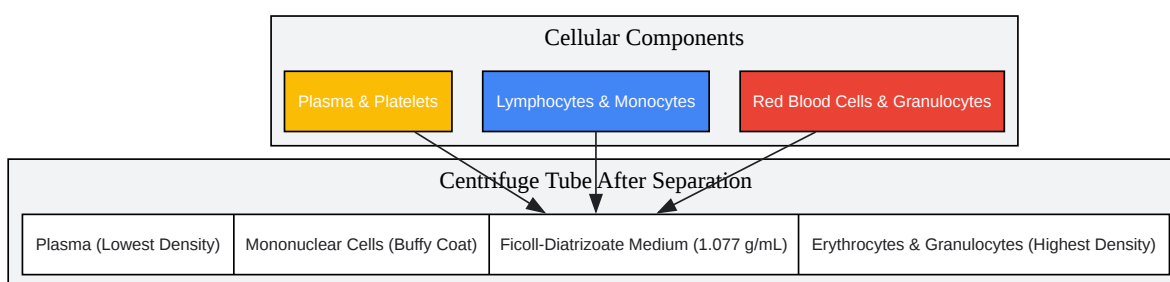 Cellular Components
Plasma & Platelets
Lymphocytes & Monocytes
Red Blood Cells & Granulocytes
Centrifuge Tube After Separation
Plasma (Lowest Density)
Mononuclear Cells (Buffy Coat)
Ficoll-Diatrizoate Medium (1.077 g/mL)
Erythrocytes & Granulocytes (Highest Density)